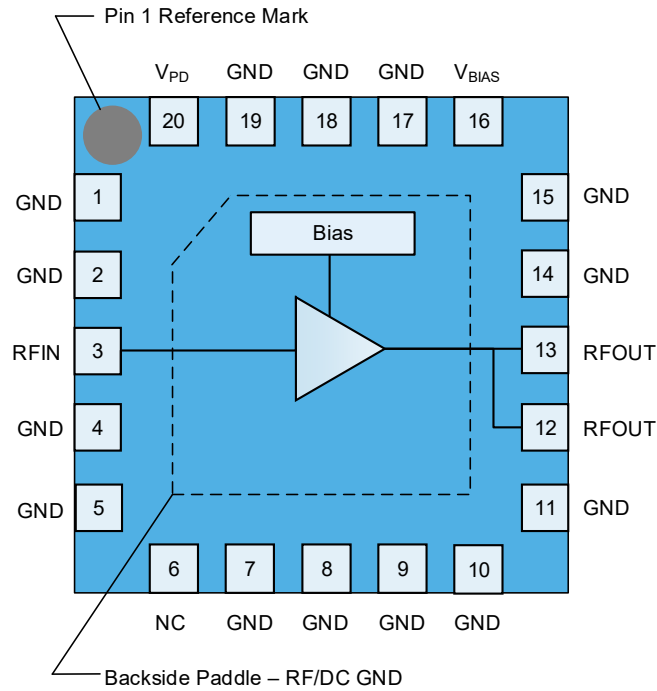 Pin 1 Reference Mark
VPD GND GND GND VBIAS
20 19 18 17 16
GND 1 15 GND
Bias
GND 2 14 GND
RFIN 3 13 RFOUT
GND 4 12 RFOUT
GND 5 11 GND
6 7 8 9 10
NC GND GND GND GND
Backside Paddle – RF/DC GND